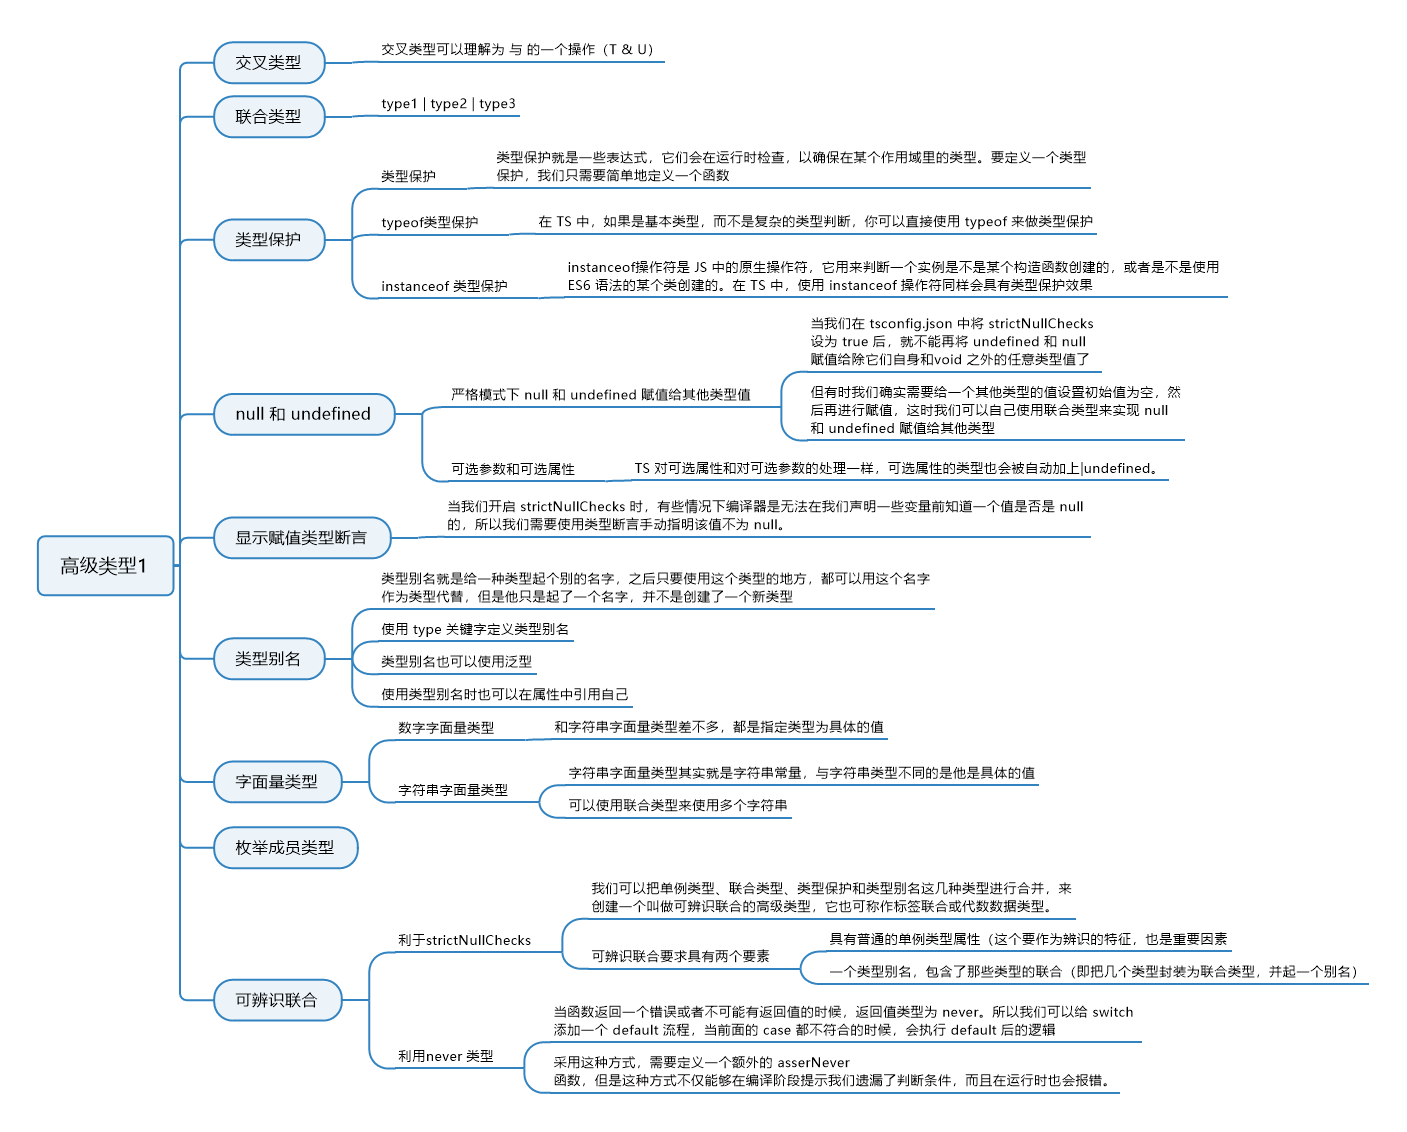 高级类型1
交叉类型
交叉类型可以理解为 与 的一个操作（T & U）
联合类型
type1 | type2 | type3
类型保护
类型保护
类型保护就是一些表达式，它们会在运行时检查，以确保在某个作用域里的类型。要定义一个类型
保护，我们只需要简单地定义一个函数
typeof类型保护
在 TS 中，如果是基本类型，而不是复杂的类型判断，你可以直接使用 typeof 来做类型保护
instanceof 类型保护
instanceof操作符是 JS 中的原生操作符，它用来判断一个实例是不是某个构造函数创建的，或者是不是使用
ES6 语法的某个类创建的。在 TS 中，使用 instanceof 操作符同样会具有类型保护效果
null 和 undefined
严格模式下 null 和 undefined 赋值给其他类型值
当我们在 tsconfig.json 中将 strictNullChecks
设为 true 后，就不能再将 undefined 和 null
赋值给除它们自身和void 之外的任意类型值了
但有时我们确实需要给一个其他类型的值设置初始值为空，然
后再进行赋值，这时我们可以自己使用联合类型来实现 null
和 undefined 赋值给其他类型
可选参数和可选属性
TS 对可选属性和对可选参数的处理一样，可选属性的类型也会被自动加上|undefined。
显示赋值类型断言
当我们开启 strictNullChecks 时，有些情况下编译器是无法在我们声明一些变量前知道一个值是否是 null
的，所以我们需要使用类型断言手动指明该值不为 null。
类型别名
类型别名就是给一种类型起个别的名字，之后只要使用这个类型的地方，都可以用这个名字
作为类型代替，但是他只是起了一个名字，并不是创建了一个新类型
使用 type 关键字定义类型别名
类型别名也可以使用泛型
使用类型别名时也可以在属性中引用自己
字面量类型
数字字面量类型
和字符串字面量类型差不多，都是指定类型为具体的值
字符串字面量类型
字符串字面量类型其实就是字符串常量，与字符串类型不同的是他是具体的值
可以使用联合类型来使用多个字符串
枚举成员类型
可辨识联合
利于strictNullChecks
我们可以把单例类型、联合类型、类型保护和类型别名这几种类型进行合并，来
创建一个叫做可辨识联合的高级类型，它也可称作标签联合或代数数据类型。
可辨识联合要求具有两个要素
具有普通的单例类型属性（这个要作为辨识的特征，也是重要因素
一个类型别名，包含了那些类型的联合（即把几个类型封装为联合类型，并起一个别名）
利用never 类型
当函数返回一个错误或者不可能有返回值的时候，返回值类型为 never。所以我们可以给 switch
添加一个 default 流程，当前面的 case 都不符合的时候，会执行 default 后的逻辑
采用这种方式，需要定义一个额外的 asserNever
函数，但是这种方式不仅能够在编译阶段提示我们遗漏了判断条件，而且在运行时也会报错。